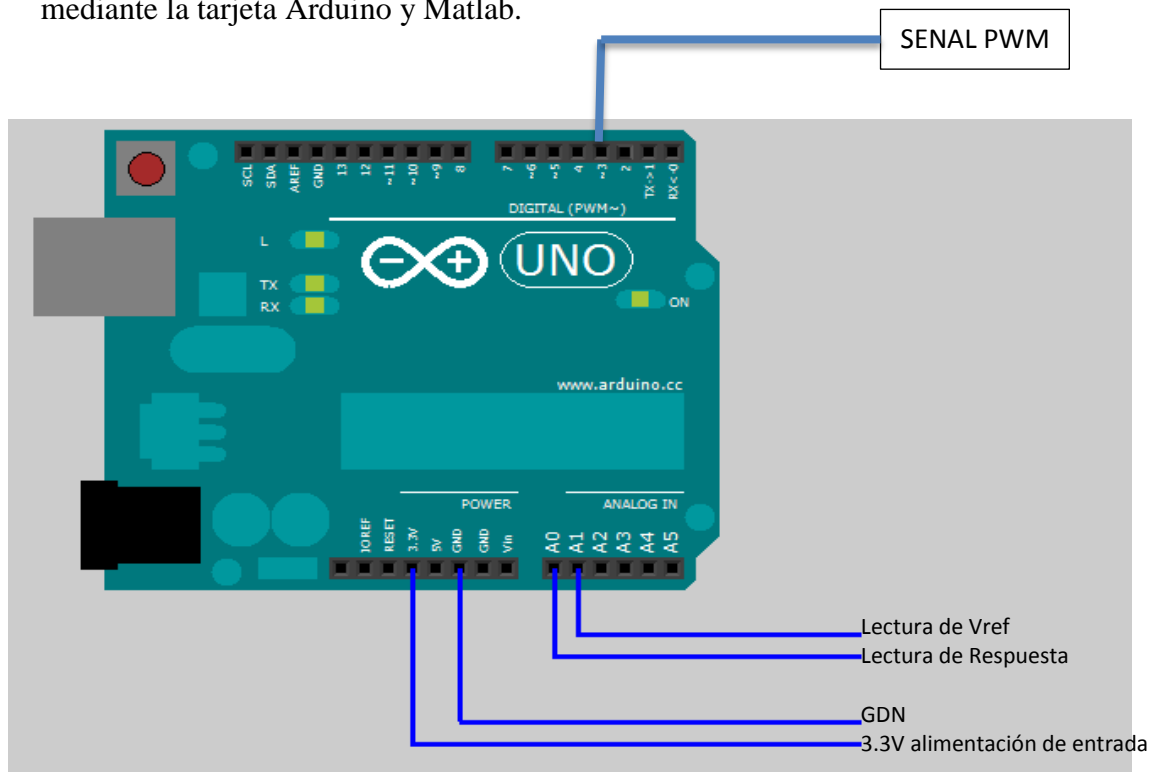 mediante la tarjeta Arduino y Matlab.
SENAL PWM
SCL
SDA
AREF
GND
13
12
~11
~10
~9
8
7
~6
~5
4
~3
2
TX->1
RX<-0
DIGITAL (PWM~)
L
TX
RX
UNO
ON
www.arduino.cc
POWER
ANALOG IN
IOREF
RESET
3.3V
5V
GND
GND
Vin
A0
A1
A2
A3
A4
A5
Lectura de Vref
Lectura de Respuesta
GDN
3.3V alimentación de entrada